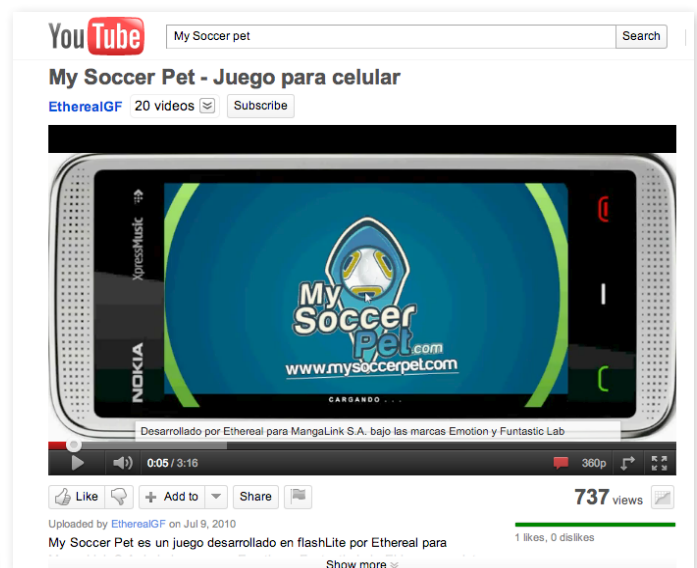 You Tube
My Soccer pet
Search
My Soccer Pet - Juego para celular
EtherealGF
20 videos
Subscribe
XpressMusic
NOKIA
My
Soccer
Pet.com
www.mysoccerpet.com
CARGANDO . . .
Desarrollado por Ethereal para MangaLink S.A. bajo las marcas Emotion y Funtastic Lab
0:05 / 3:16
360p
Like
Add to
Share
737 views
Uploaded by EtherealGF on Jul 9, 2010
1 likes, 0 dislikes
My Soccer Pet es un juego desarrollado en flashLite por Ethereal para
Show more